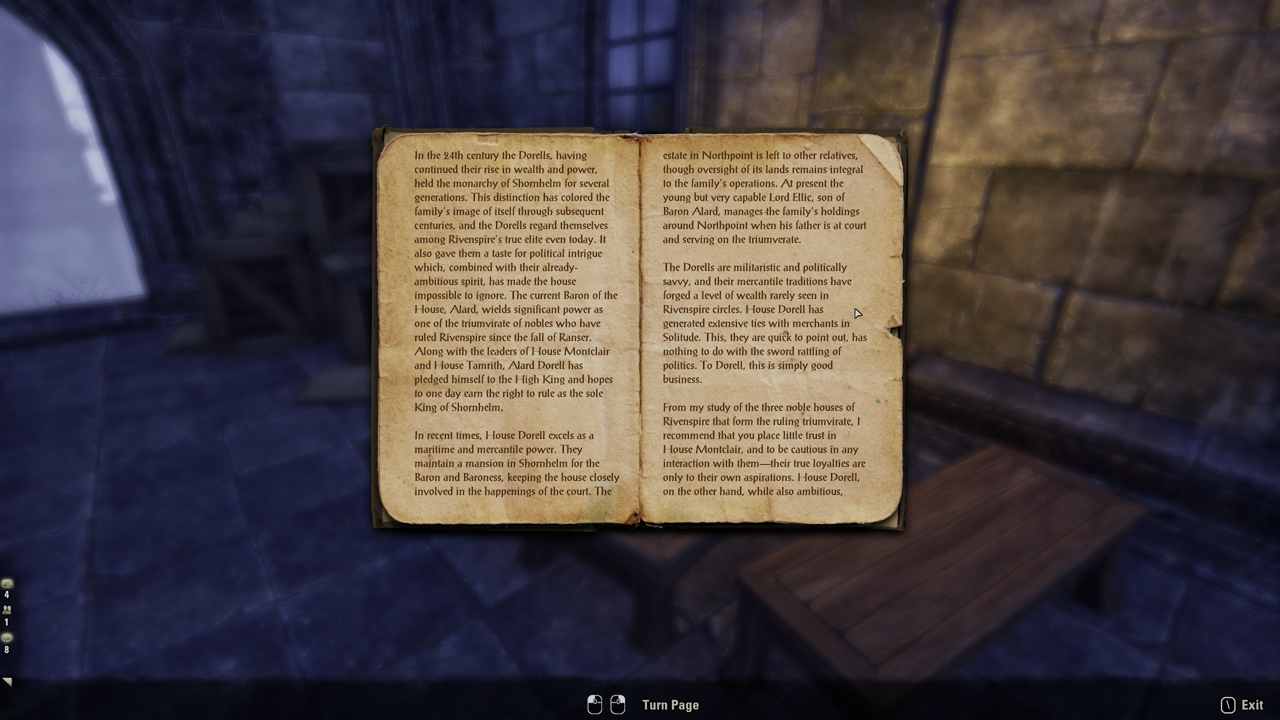 In the 24th century the Dorells, having
continued their rise in wealth and power,
held the monarchy of Shornhelm for several
generations. This distinction has colored the
family's image of itself through subsequent
centuries, and the Dorells regard themselves
among Rivenspire's true elite even today. It
also gave them a taste for political intrigue
which, combined with their already-
ambitious spirit, has made the house
impossible to ignore. The current Baron of the
House, Alard, wields significant power as
one of the triumvirate of nobles who have
ruled Rivenspire since the fall of Ranser.
Along with the leaders of House Montclair
and House Tamrith, Alard Dorell has
pledged himself to the High King and hopes
to one day earn the right to rule as the sole
King of Shornhelm.
In recent times, House Dorell excels as a
maritime and mercantile power. They
maintain a mansion in Shornhelm for the
Baron and Baroness, keeping the house closely
involved in the happenings of the court. The
estate in Northpoint is left to other relatives,
though oversight of its lands remains integral
to the family's operations. At present the
young but very capable Lord Ellic, son of
Baron Alard, manages the family's holdings
around Northpoint when his father is at court
and serving on the triumverate.
The Dorells are militaristic and politically
savvy, and their mercantile traditions have
forged a level of wealth rarely seen in
Rivenspire circles. House Dorell has
generated extensive ties with merchants in
Solitude. This, they are quick to point out, has
nothing to do with the sword rattling of
politics. To Dorell, this is simply good
business.
From my study of the three noble houses of
Rivenspire that form the ruling triumvirate, I
recommend that you place little trust in
House Montclair, and to be cautious in any
interaction with them—their true loyalties are
only to their own aspirations. House Dorell,
on the other hand, while also ambitious,
4
1
8
Turn Page
\ Exit